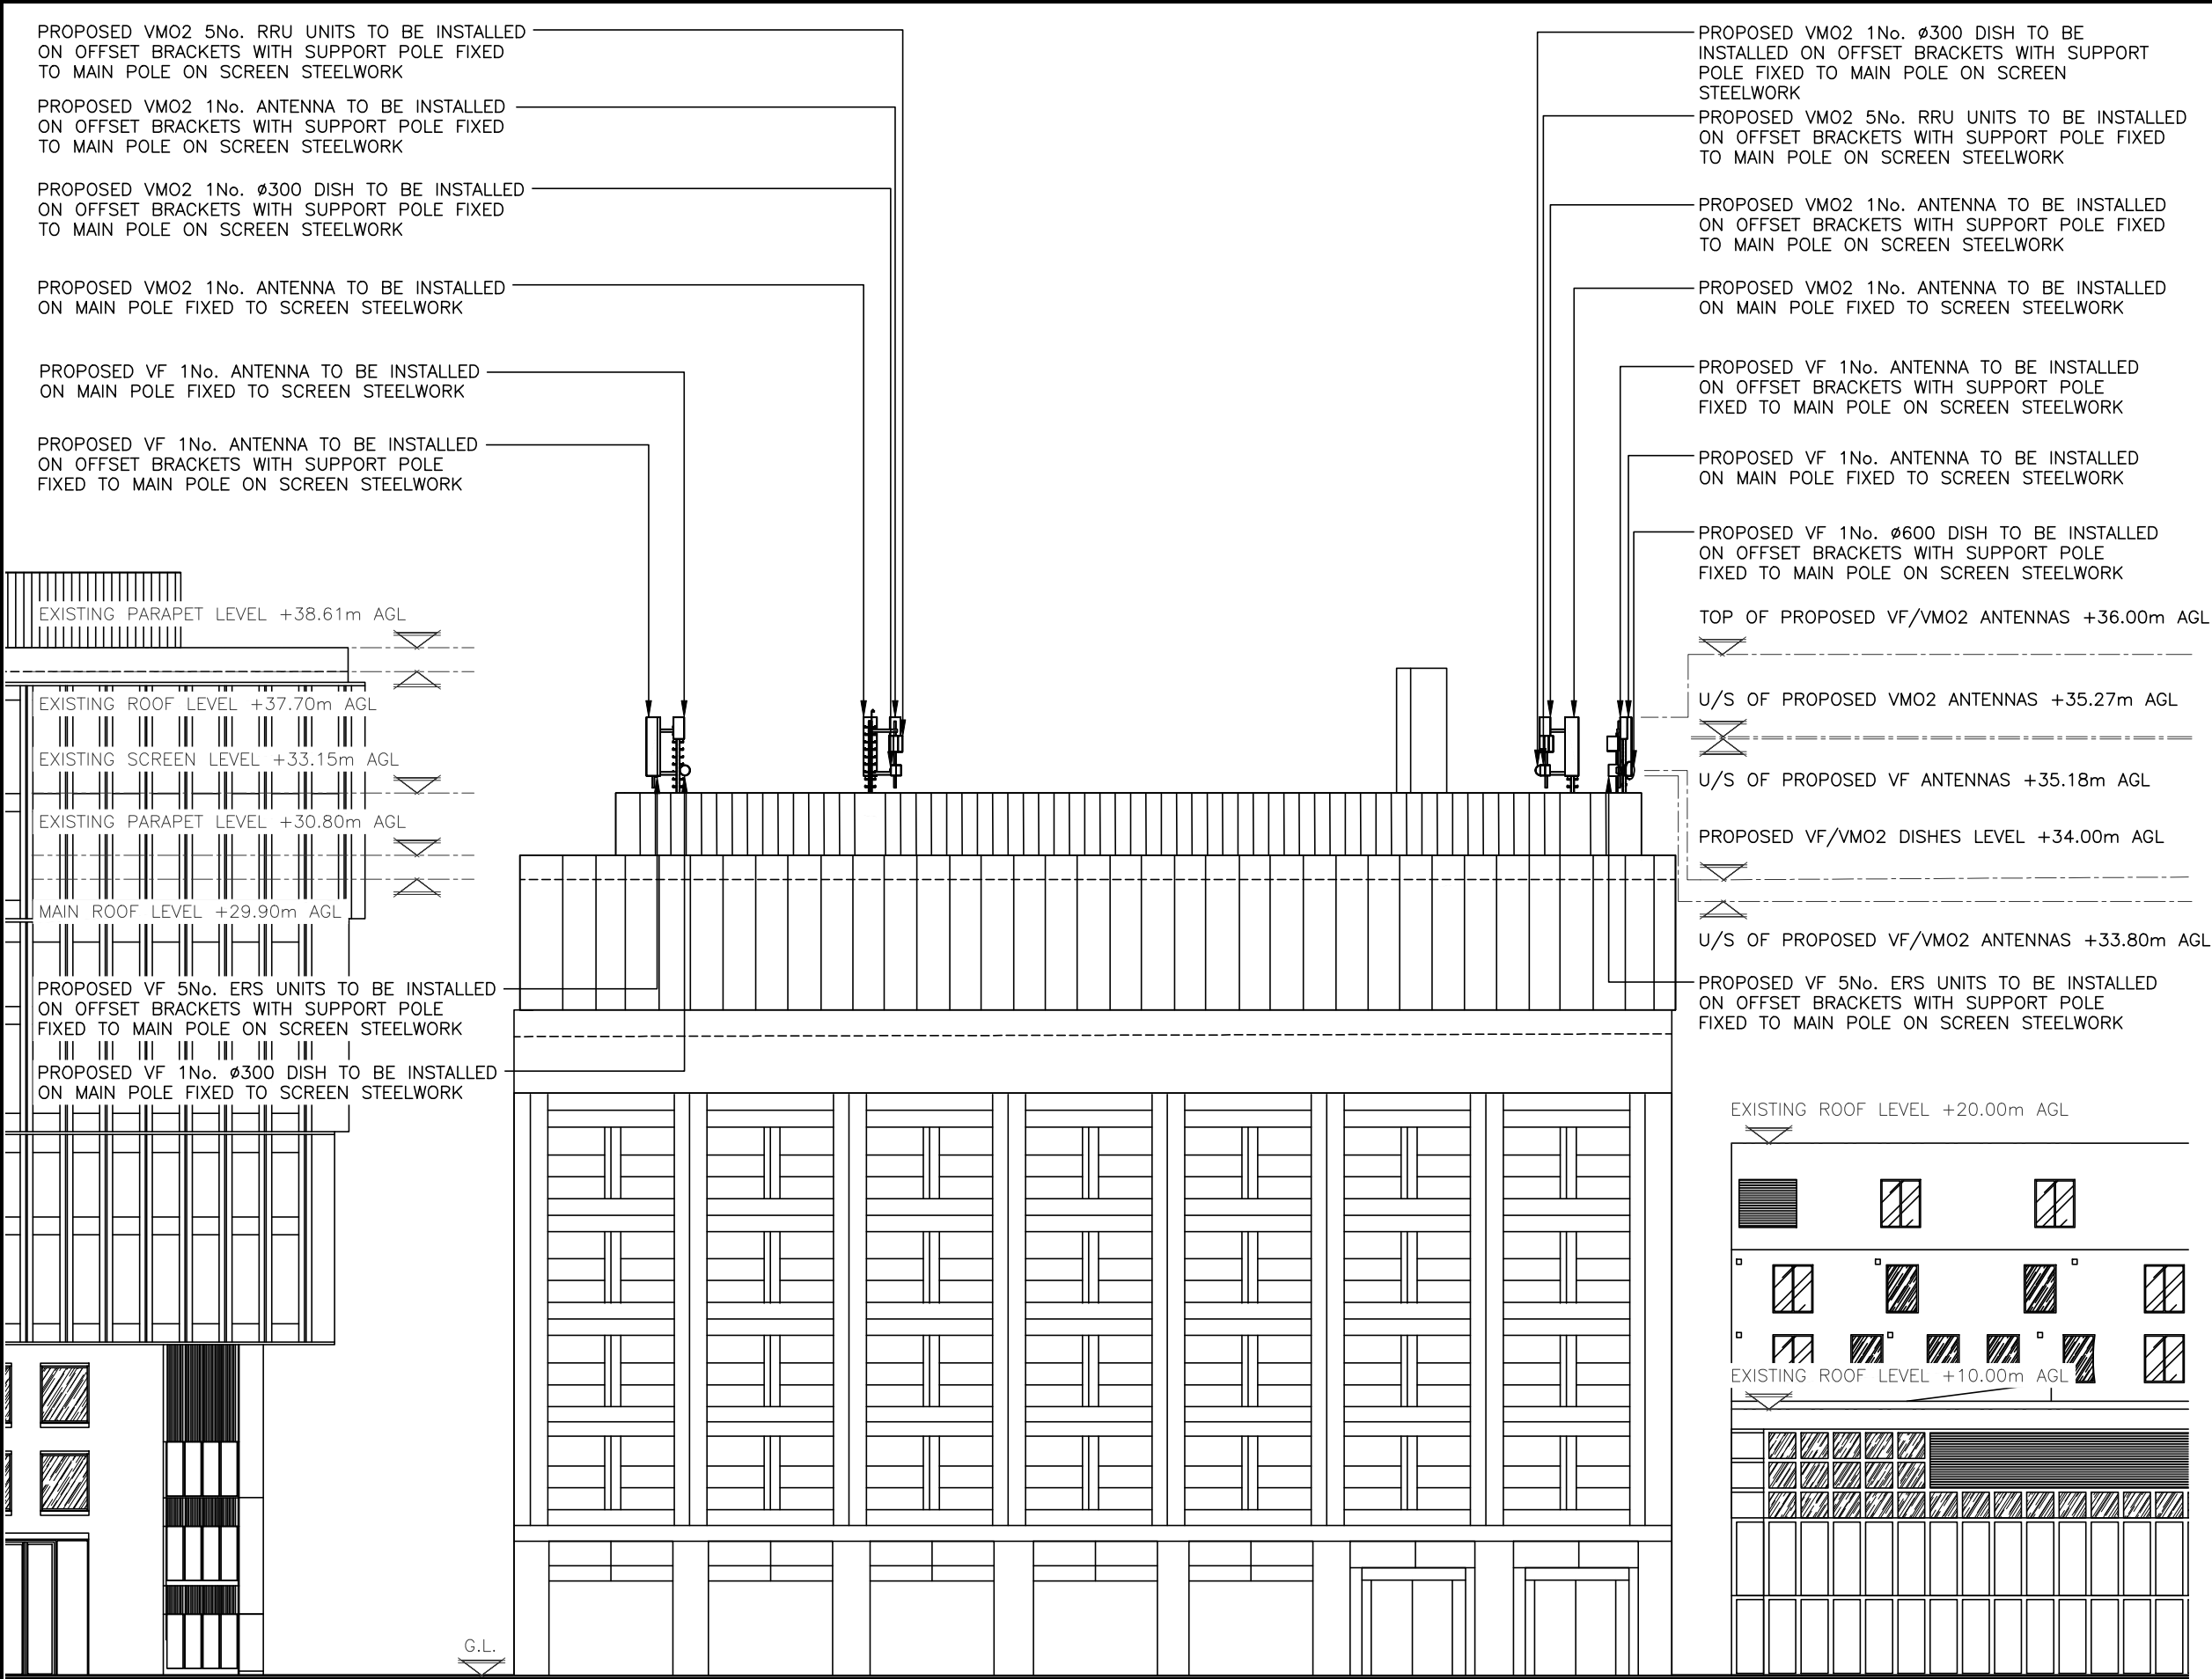 PROPOSED VMO2 5No. RRU UNITS TO BE INSTALLED
ON OFFSET BRACKETS WITH SUPPORT POLE FIXED
TO MAIN POLE ON SCREEN STEELWORK
PROPOSED VMO2 1No. ANTENNA TO BE INSTALLED
ON OFFSET BRACKETS WITH SUPPORT POLE FIXED
TO MAIN POLE ON SCREEN STEELWORK
PROPOSED VMO2 1No. ø300 DISH TO BE INSTALLED
ON OFFSET BRACKETS WITH SUPPORT POLE FIXED
TO MAIN POLE ON SCREEN STEELWORK
PROPOSED VMO2 1No. ANTENNA TO BE INSTALLED
ON MAIN POLE FIXED TO SCREEN STEELWORK
PROPOSED VF 1No. ANTENNA TO BE INSTALLED
ON MAIN POLE FIXED TO SCREEN STEELWORK
PROPOSED VF 1No. ANTENNA TO BE INSTALLED
ON OFFSET BRACKETS WITH SUPPORT POLE
FIXED TO MAIN POLE ON SCREEN STEELWORK
EXISTING PARAPET LEVEL +38.61m AGL
EXISTING ROOF LEVEL +37.70m AGL
EXISTING SCREEN LEVEL +33.15m AGL
EXISTING PARAPET LEVEL +30.80m AGL
MAIN ROOF LEVEL +29.90m AGL
PROPOSED VF 5No. ERS UNITS TO BE INSTALLED
ON OFFSET BRACKETS WITH SUPPORT POLE
FIXED TO MAIN POLE ON SCREEN STEELWORK
PROPOSED VF 1No. ø300 DISH TO BE INSTALLED
ON MAIN POLE FIXED TO SCREEN STEELWORK
G.L.
PROPOSED VMO2 1No. ø300 DISH TO BE
INSTALLED ON OFFSET BRACKETS WITH SUPPORT
POLE FIXED TO MAIN POLE ON SCREEN
STEELWORK
PROPOSED VMO2 5No. RRU UNITS TO BE INSTALLED
ON OFFSET BRACKETS WITH SUPPORT POLE FIXED
TO MAIN POLE ON SCREEN STEELWORK
PROPOSED VMO2 1No. ANTENNA TO BE INSTALLED
ON OFFSET BRACKETS WITH SUPPORT POLE FIXED
TO MAIN POLE ON SCREEN STEELWORK
PROPOSED VMO2 1No. ANTENNA TO BE INSTALLED
ON MAIN POLE FIXED TO SCREEN STEELWORK
PROPOSED VF 1No. ANTENNA TO BE INSTALLED
ON OFFSET BRACKETS WITH SUPPORT POLE
FIXED TO MAIN POLE ON SCREEN STEELWORK
PROPOSED VF 1No. ANTENNA TO BE INSTALLED
ON MAIN POLE FIXED TO SCREEN STEELWORK
PROPOSED VF 1No. ø600 DISH TO BE INSTALLED
ON OFFSET BRACKETS WITH SUPPORT POLE
FIXED TO MAIN POLE ON SCREEN STEELWORK
TOP OF PROPOSED VF/VMO2 ANTENNAS +36.00m AGL
U/S OF PROPOSED VMO2 ANTENNAS +35.27m AGL
U/S OF PROPOSED VF ANTENNAS +35.18m AGL
PROPOSED VF/VMO2 DISHES LEVEL +34.00m AGL
U/S OF PROPOSED VF/VMO2 ANTENNAS +33.80m AGL
PROPOSED VF 5No. ERS UNITS TO BE INSTALLED
ON OFFSET BRACKETS WITH SUPPORT POLE
FIXED TO MAIN POLE ON SCREEN STEELWORK
EXISTING ROOF LEVEL +20.00m AGL
EXISTING ROOF LEVEL +10.00m AGL